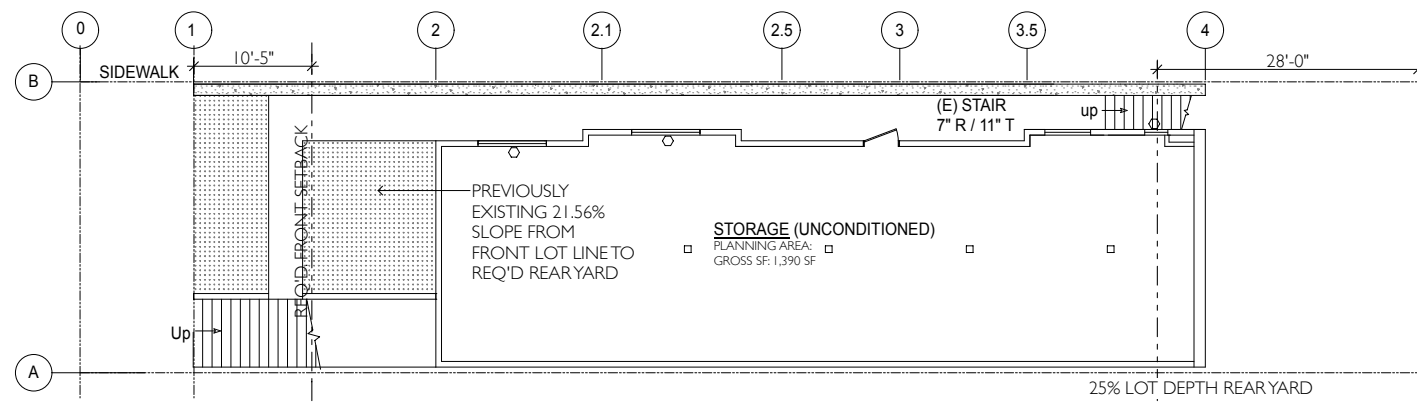 0
1
2
2.1
2.5
3
3.5
4
10'-5"
28'-0"
B
SIDEWALK
(E) STAIR
7" R / 11" T
up
REQ'D FRONT SETBACK
PREVIOUSLY
EXISTING 21.56%
SLOPE FROM
FRONT LOT LINE TO
REQ'D REAR YARD
STORAGE (UNCONDITIONED)
PLANNING AREA:
GROSS SF: 1,390 SF
Up
A
25% LOT DEPTH REAR YARD